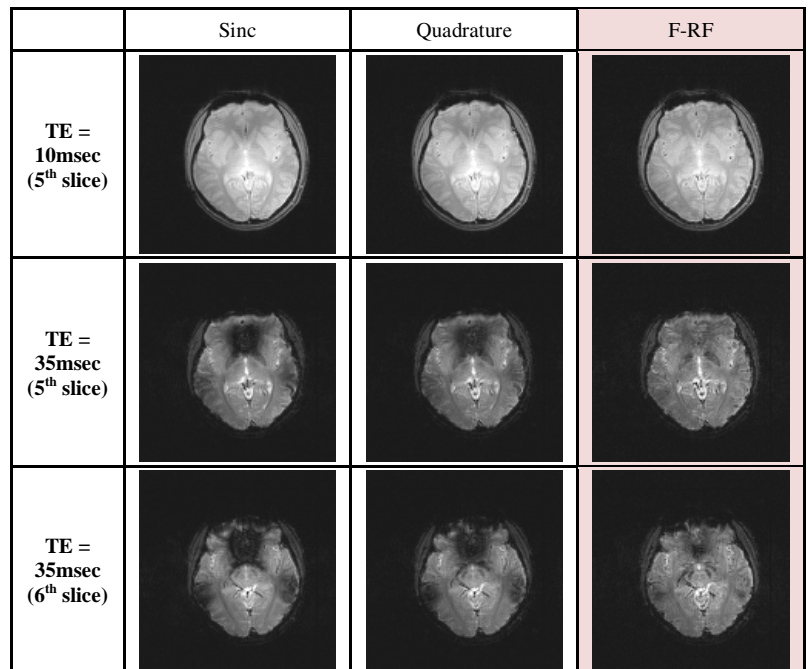 Sinc
Quadrature
F-RF
TE =
10msec
(5th slice)
TE =
35msec
(5th slice)
TE =
35msec
(6th slice)